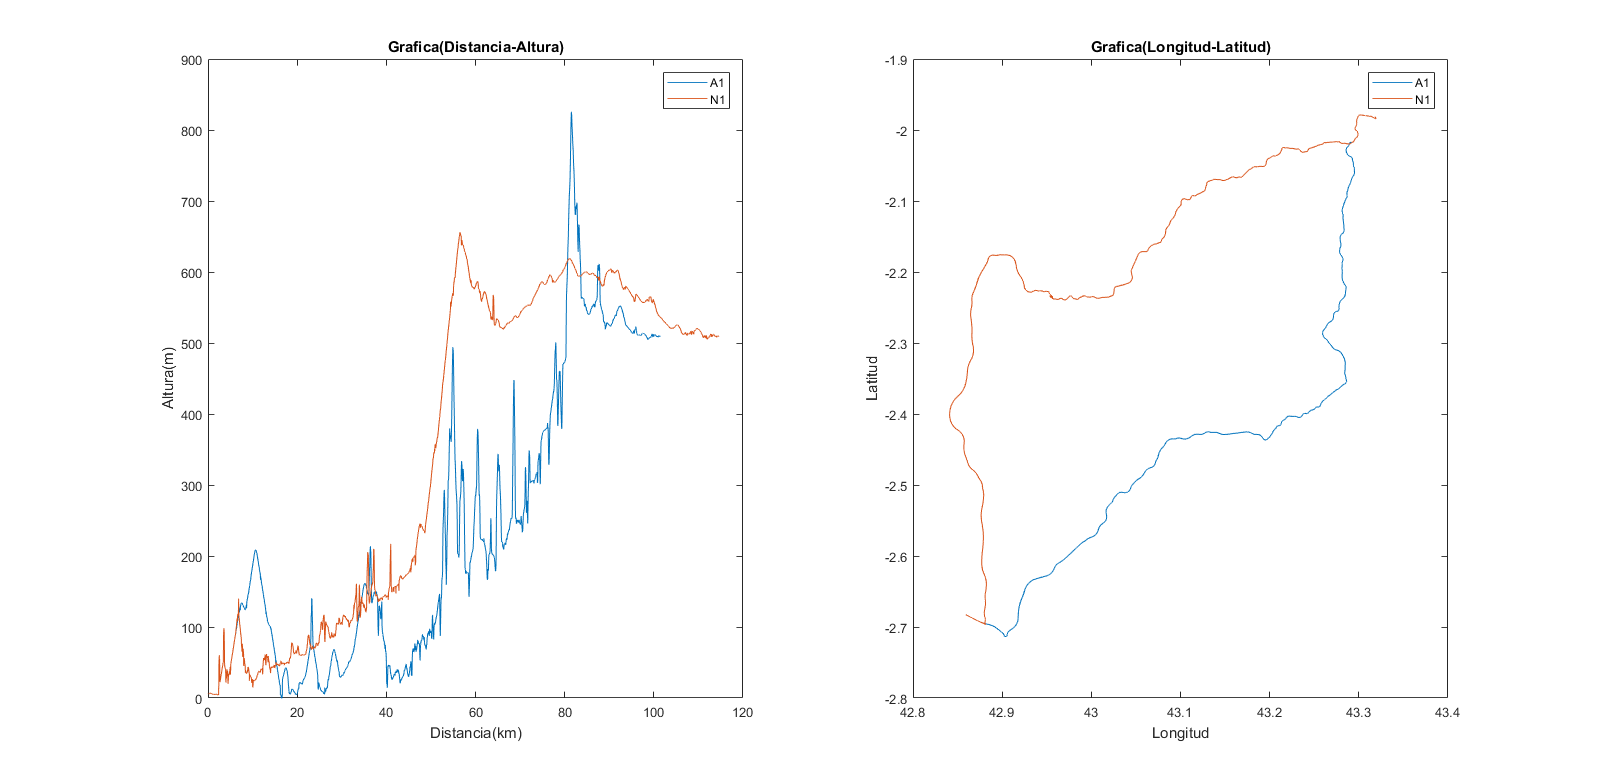 Grafica(Distancia-Altura)
900
800
700
600
500
400
300
200
100
0
0 20 40 60 80 100 120
Altura(m)
Distancia(km)
A1
N1
Grafica(Longitud-Latitud)
-1.9
-2
-2.1
-2.2
-2.3
-2.4
-2.5
-2.6
-2.7
-2.8
42.8 42.9 43 43.1 43.2 43.3 43.4
Latitud
Longitud
A1
N1